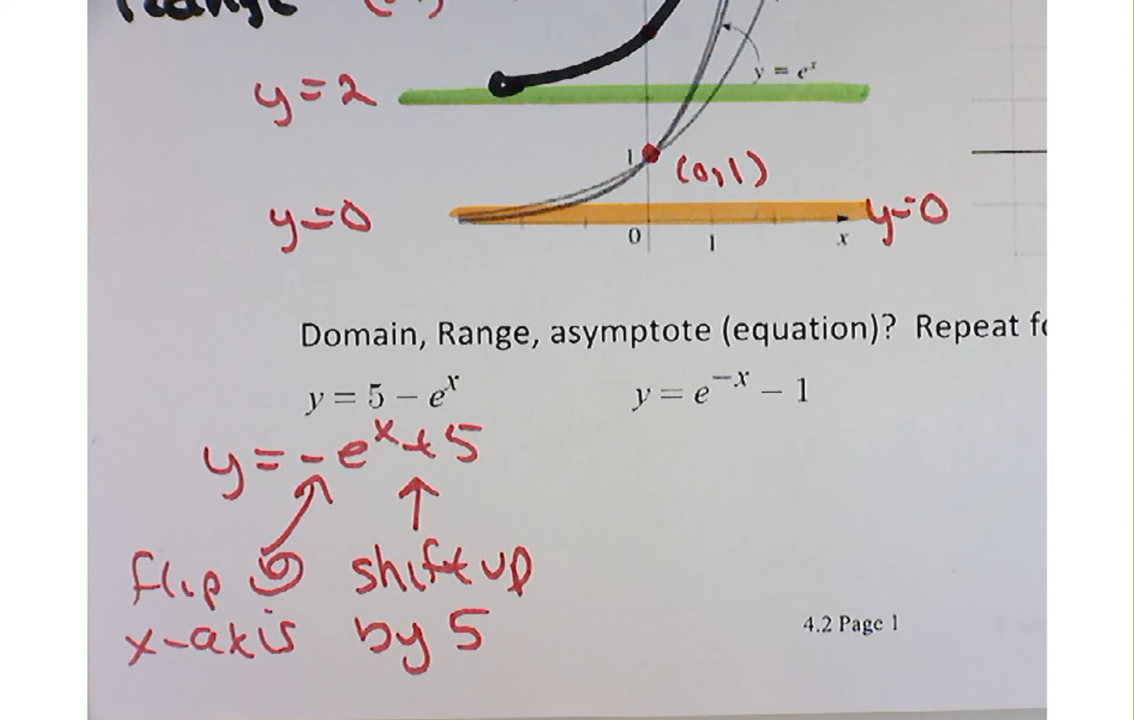 Range
y = e^x
y=2
1 (0,1)
y=0 y=0
0 1 x
Domain, Range, asymptote (equation)? Repeat
y = 5 − e^x y = e^−x − 1
y=-e^x+5
flip @ shift up
x-axis by 5
4.2 Page 1